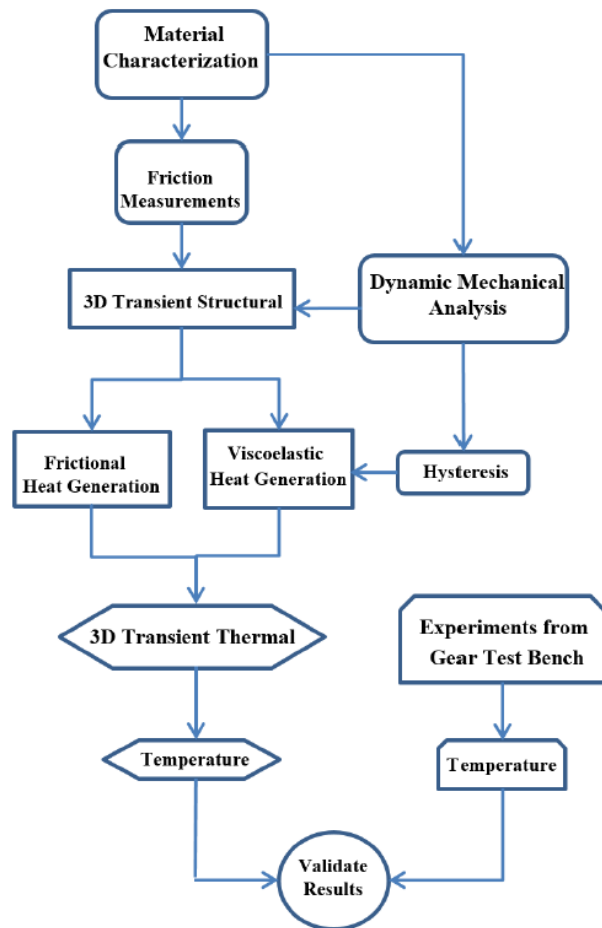 Material
Characterization
Friction
Measurements
3D Transient Structural
Dynamic Mechanical
Analysis
Frictional
Heat Generation
Viscoelastic
Heat Generation
Hysteresis
3D Transient Thermal
Experiments from
Gear Test Bench
Temperature
Temperature
Validate
Results